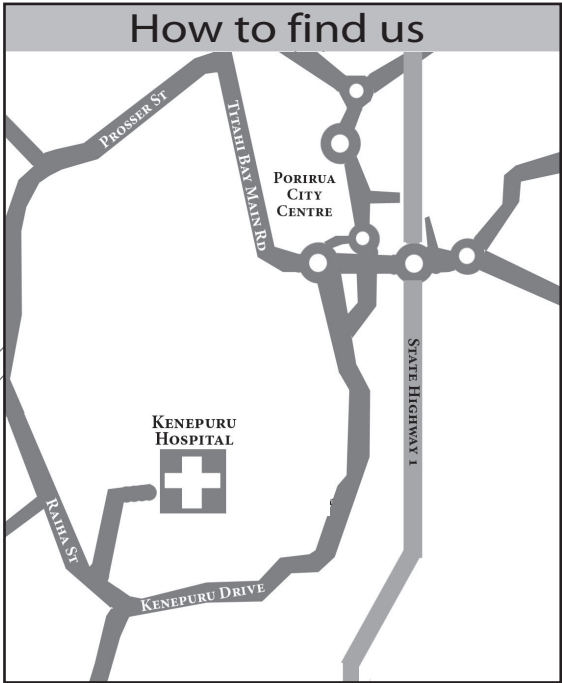 How to find us
PROSSER ST
TITAHI BAY MAIN RD
PORIRUA
CITY
CENTRE
STATE HIGHWAY 1
KENEPURU
HOSPITAL
RAIHA ST
KENEPURU DRIVE